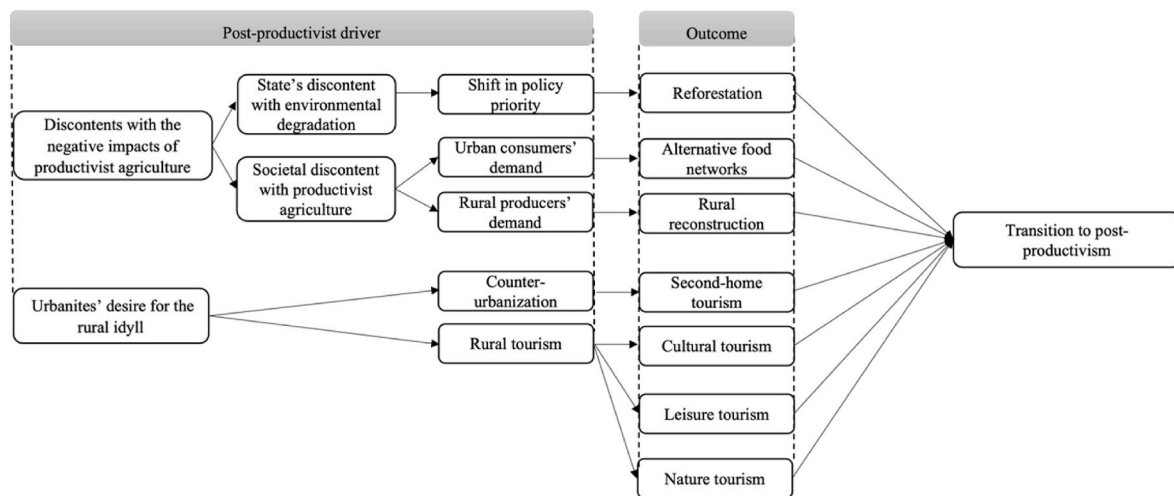 Post-productivist driver
Outcome
Discontents with the
negative impacts of
productivist agriculture
State's discontent
with environmental
degradation
Shift in policy
priority
Reforestation
Societal discontent
with productivist
agriculture
Urban consumers'
demand
Alternative food
networks
Rural producers'
demand
Rural
reconstruction
Transition to post-
productivism
Urbanites' desire for the
rural idyll
Counter-
urbanization
Second-home
tourism
Rural tourism
Cultural tourism
Leisure tourism
Nature tourism